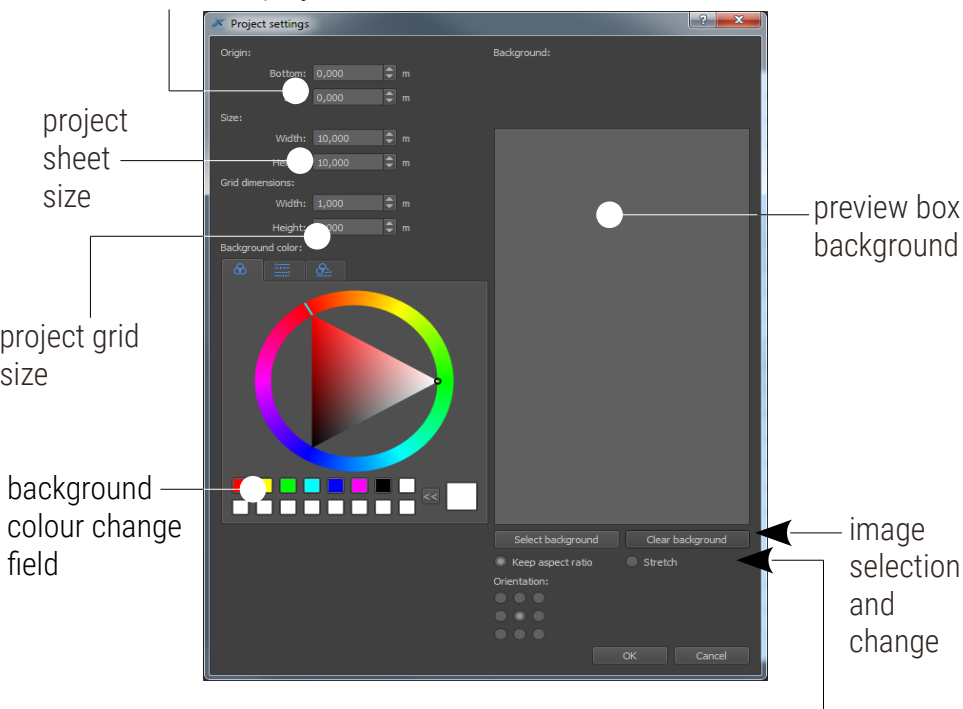 Project settings
?
Origin:
Background:
Bottom: 0,000 m
0,000 m
Size:
Width: 10,000 m
10,000 m
Grid dimensions:
Width: 1,000 m
Height: m
Background color:
<<
Select background
Clear background
Keep aspect ratio
Stretch
Orientation:
OK
Cancel
project
sheet
size
project grid
size
background
colour change
field
preview box
background
image
selection
and
change